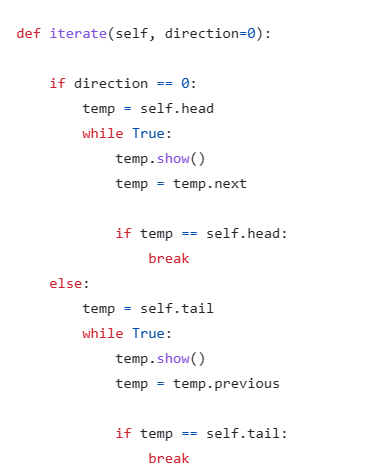 def iterate(self, direction=0):
    if direction == 0:
        temp = self.head
        while True:
            temp.show()
            temp = temp.next
            if temp == self.head:
                break
    else:
        temp = self.tail
        while True:
            temp.show()
            temp = temp.previous
            if temp == self.tail:
                break